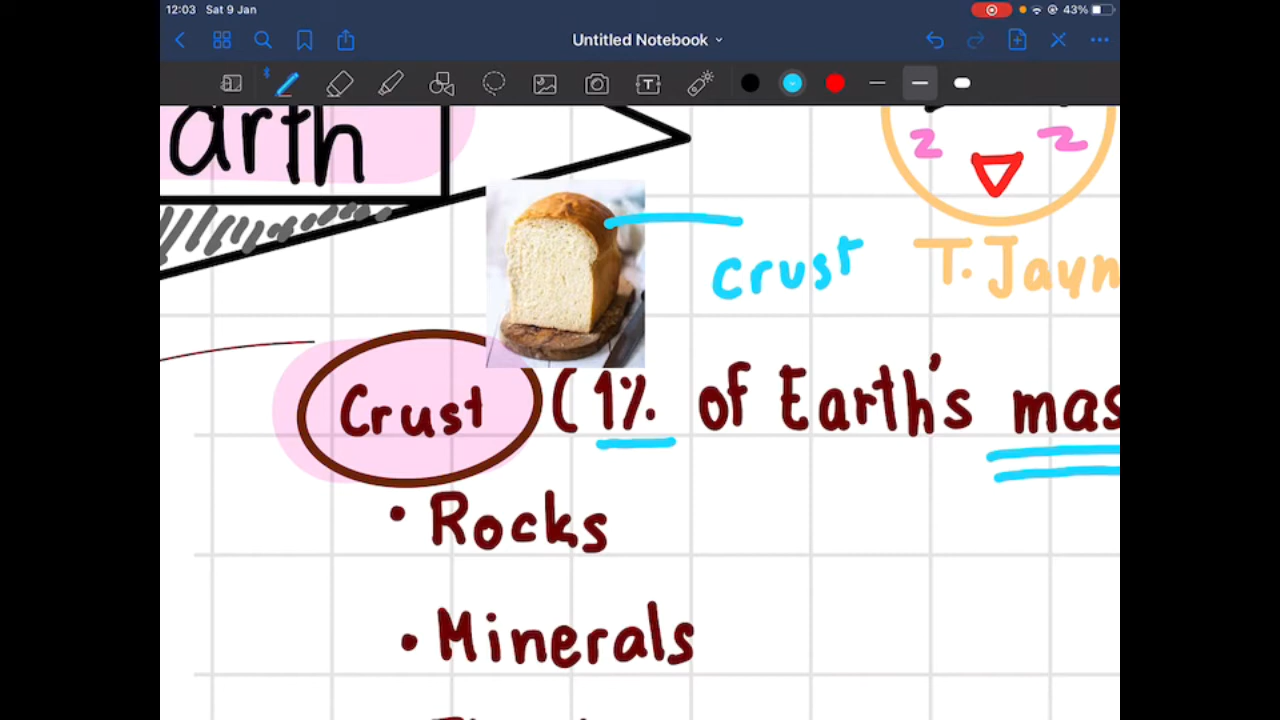 12:03 Sat 9 Jan 43%
Untitled Notebook
T
arth
Crust
T. Jayn
Crust (1% of Earth's mas
• Rocks
• Minerals